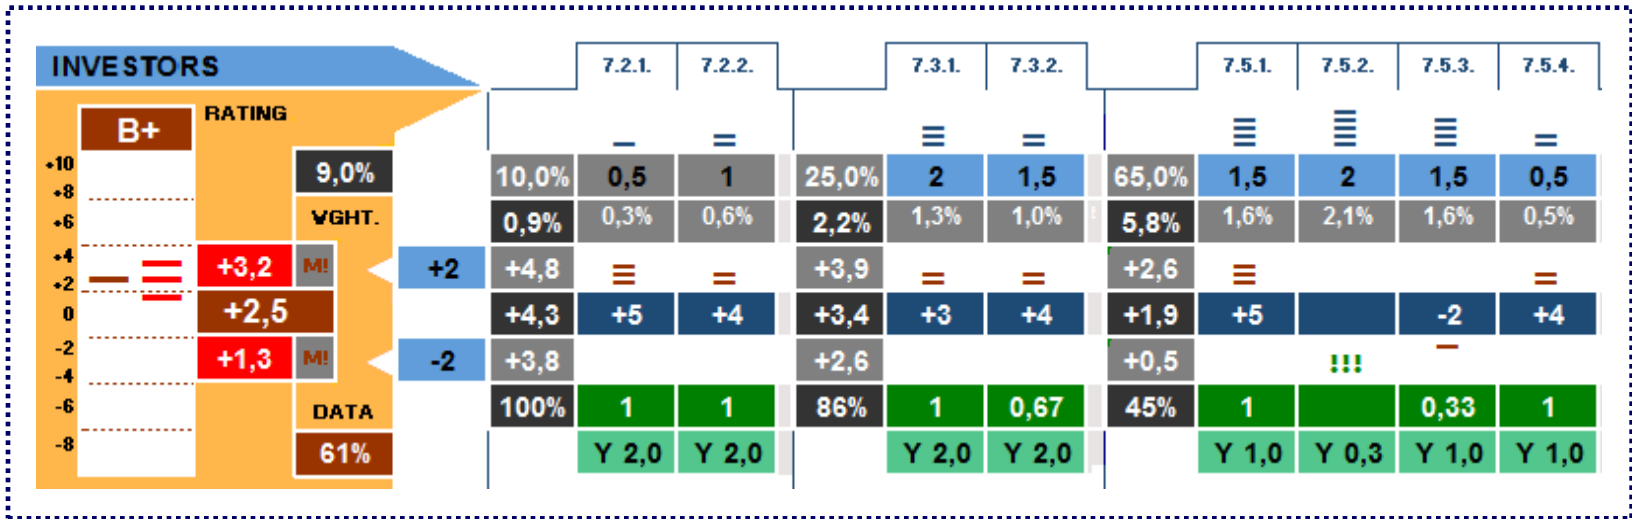 INVESTORS 7.2.1. 7.2.2. 7.3.1. 7.3.2. 7.5.1. 7.5.2. 7.5.3. 7.5.4.
B+ RATING
+10 9,0% 10,0% 0,5 1 25,0% 2 1,5 65,0% 1,5 2 1,5 0,5
+8
+6 WGHT. 0,9% 0,3% 0,6% 2,2% 1,3% 1,0% 5,8% 1,6% 2,1% 1,6% 0,5%
+4 +3,2 M! +2 +4,8 +3,9 +2,6
+2
0 +2,5 +4,3 +5 +4 +3,4 +3 +4 +1,9 +5 -2 +4
-2 +1,3 M! -2 +3,8 +2,6 +0,5 !!!
-4
-6 DATA 100% 1 1 86% 1 0,67 45% 1 0,33 1
-8 61% Y 2,0 Y 2,0 Y 2,0 Y 2,0 Y 1,0 Y 0,3 Y 1,0 Y 1,0